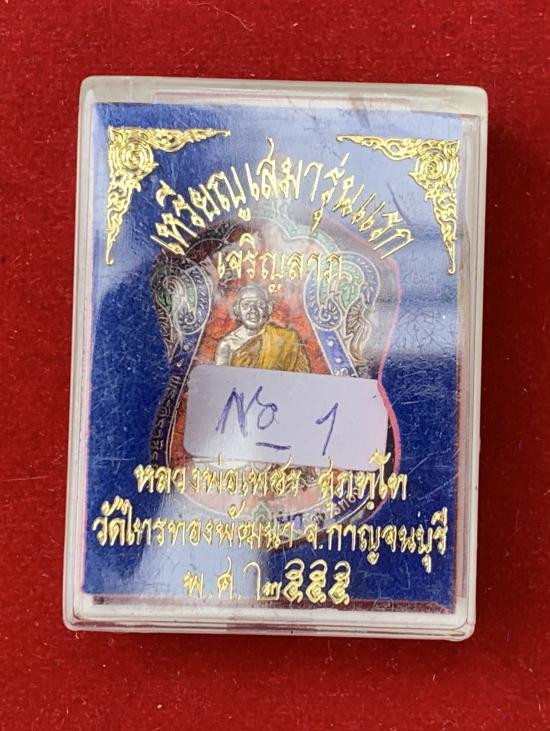 เหรียญเสมารุ่นแรก
เจริญลาภ
No 1
หลวงพ่อเพชร สุภทฺโท
วัดไทรทองพัฒนา จ.กาญจนบุรี
พ.ศ.๒๕๕๕